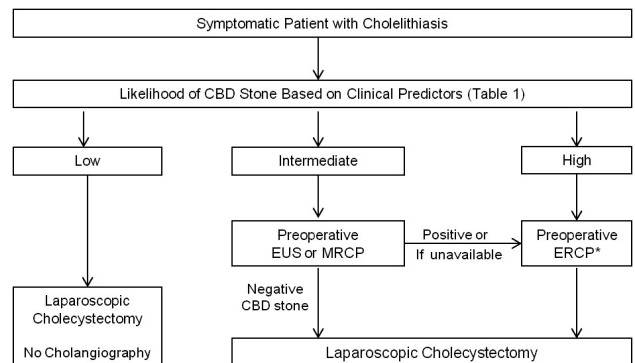 Symptomatic Patient with Cholelithiasis
Likelihood of CBD Stone Based on Clinical Predictors (Table 1)
Low
Intermediate
High
Preoperative
EUS or MRCP
Positive or
If unavailable
Preoperative
ERCP*
Negative
CBD stone
Laparoscopic
Cholecystectomy
No Cholangiography
Laparoscopic Cholecystectomy